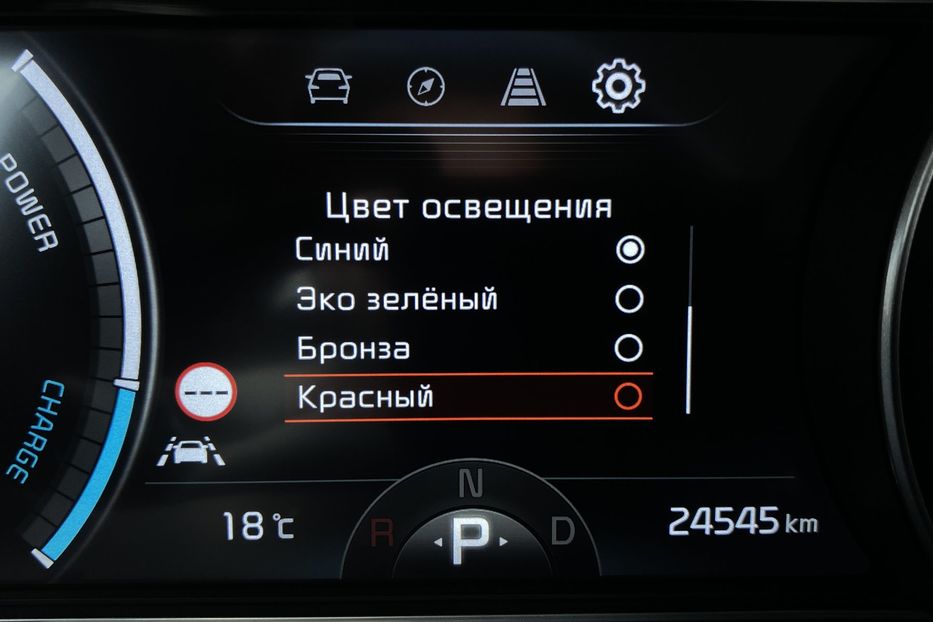 Цвет освещения
Синий
Эко зелёный
Бронза
Красный
POWER
CHARGE
18°C
N
R P D
24545 km